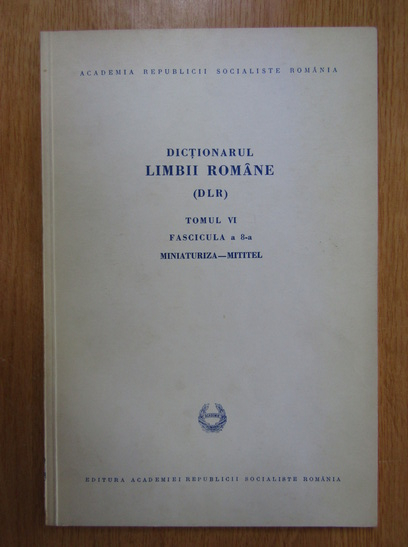 ACADEMIA REPUBLICII SOCIALISTE ROMÂNIA
DICȚIONARUL
LIMBII ROMÂNE
(DLR)
TOMUL VI
FASCICULA a 8-a
MINIATURIZA—MITITEL
EDITURA ACADEMIEI REPUBLICII SOCIALISTE ROMÂNIA